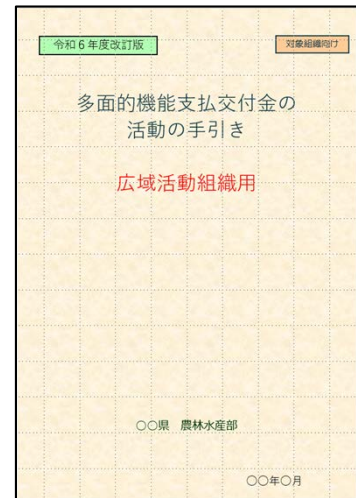 令和６年度改訂版
対象組織向け
多面的機能支払交付金の
活動の手引き
広域活動組織用
○○県　農林水産部
○○年○月